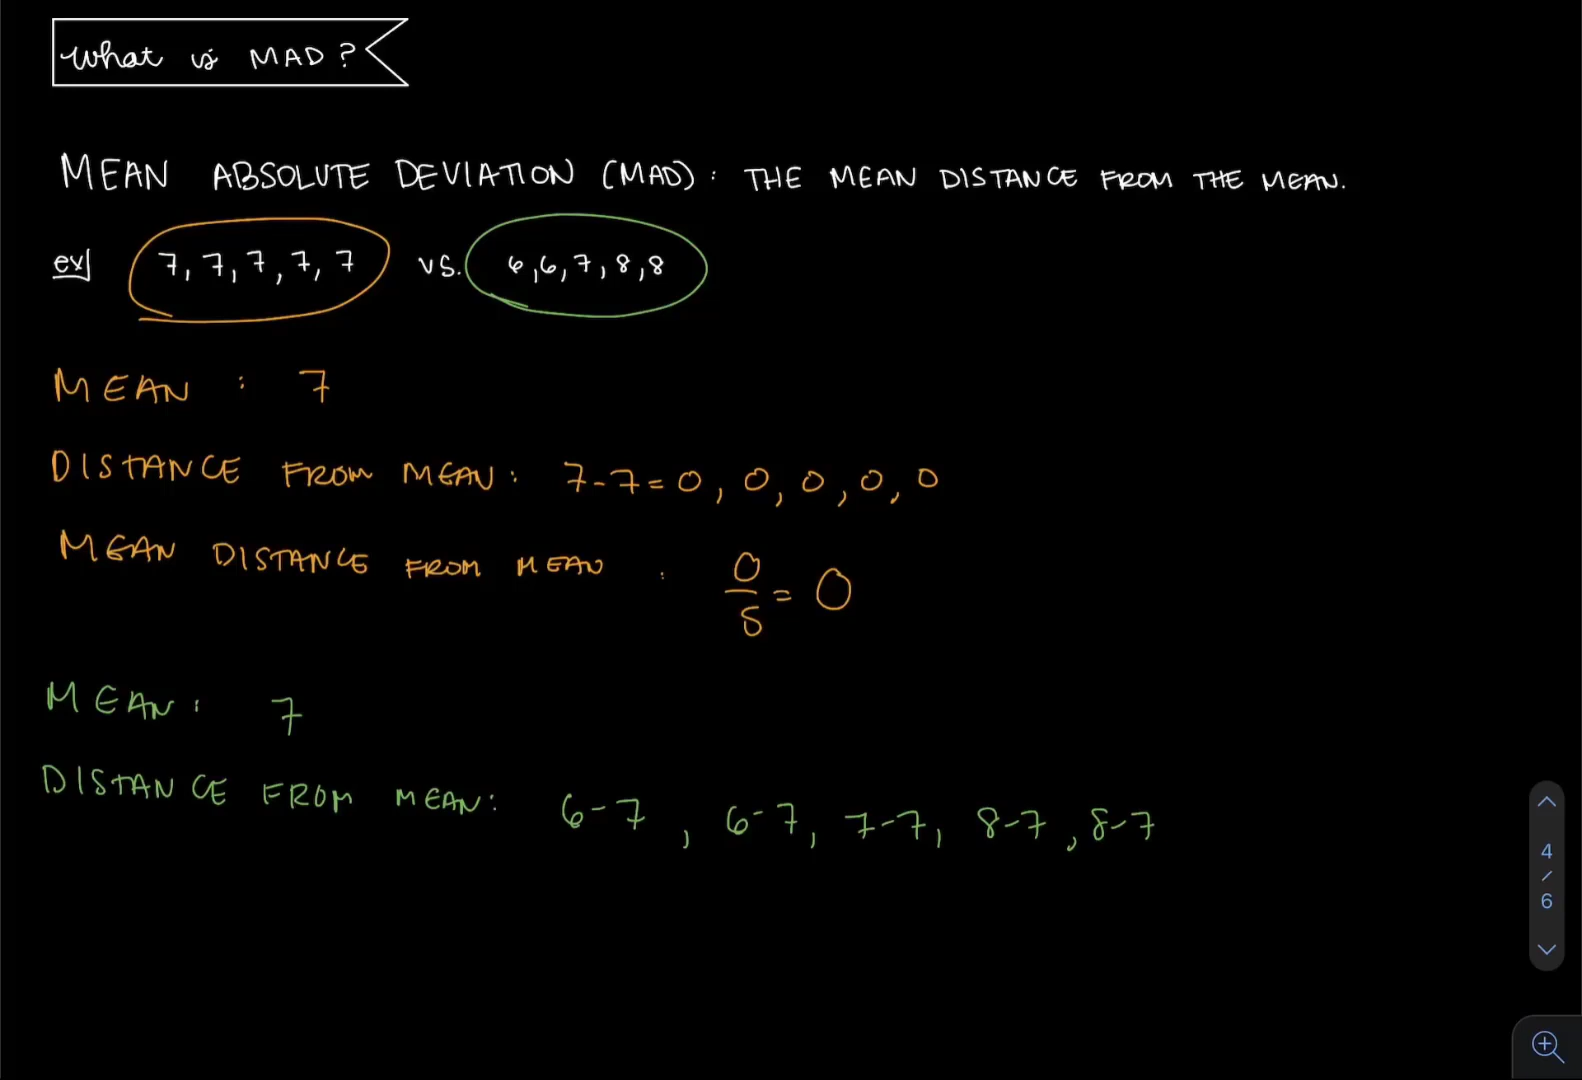 What is MAD?
MEAN ABSOLUTE DEVIATION (MAD): THE MEAN DISTANCE FROM THE MEAN.
ex] 7, 7, 7, 7, 7 vs. 6, 6, 7, 8, 8
MEAN : 7
DISTANCE FROM MEAN: 7-7=0, 0, 0, 0, 0
MEAN DISTANCE FROM MEAN : 0/5 = 0
MEAN: 7
DISTANCE FROM MEAN: 6-7, 6-7, 7-7, 8-7, 8-7
4
/
6